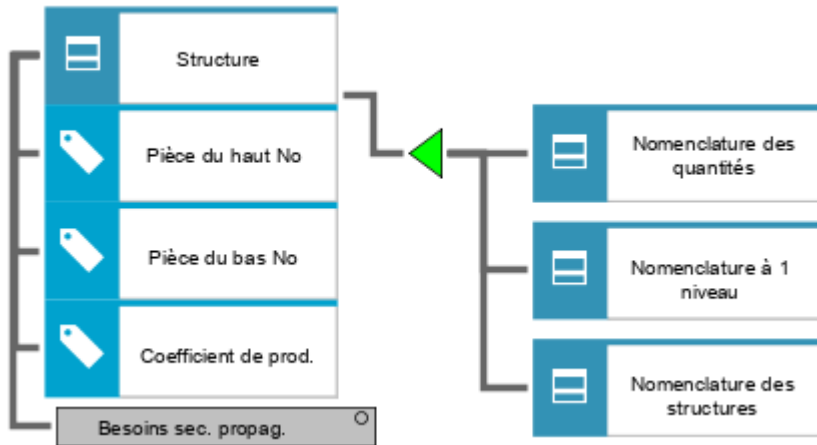 Structure
Pièce du haut No
Pièce du bas No
Coefficient de prod.
Besoins sec. propag.
Nomenclature des
quantités
Nomenclature à 1
niveau
Nomenclature des
structures